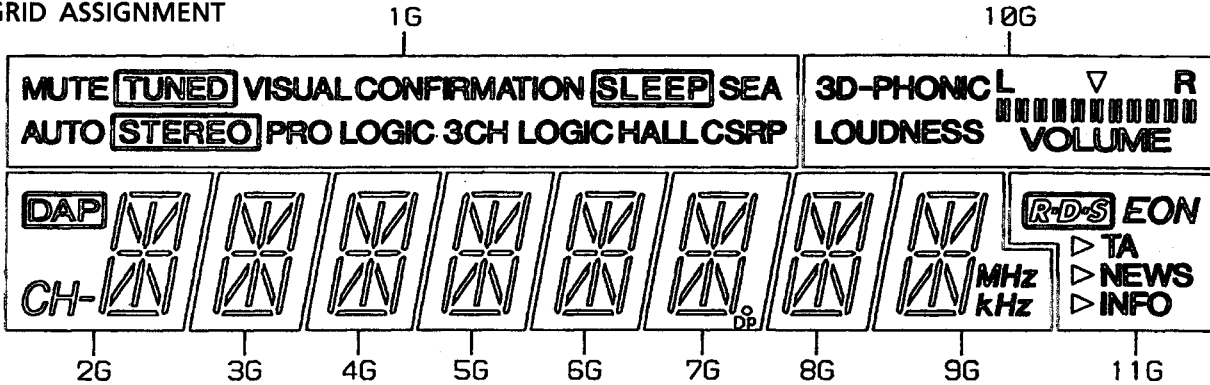 GRID ASSIGNMENT
1G 10G
MUTE TUNED VISUAL CONFIRMATION SLEEP SEA 3D-PHONIC L R
AUTO STEREO PRO LOGIC 3CH LOGIC HALL CSRP LOUDNESS VOLUME
DAP R·D·S EON
TA
CH- MHz NEWS
kHz INFO
DP
2G 3G 4G 5G 6G 7G 8G 9G 11G